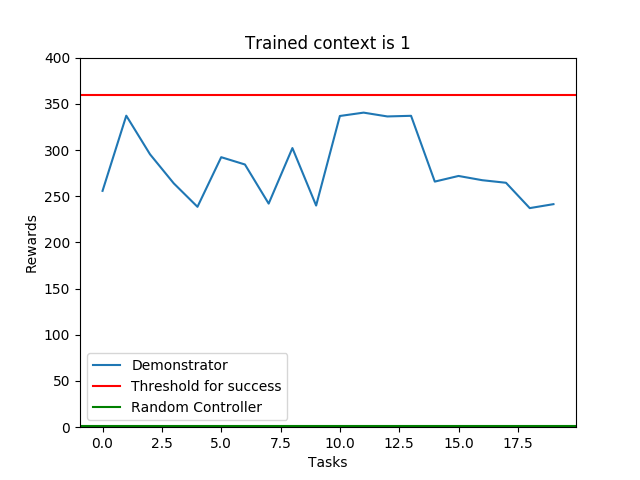 Trained context is 1
400
350
300
250
200
150
100
50
0
Rewards
Demonstrator
Threshold for success
Random Controller
0.0 2.5 5.0 7.5 10.0 12.5 15.0 17.5
Tasks